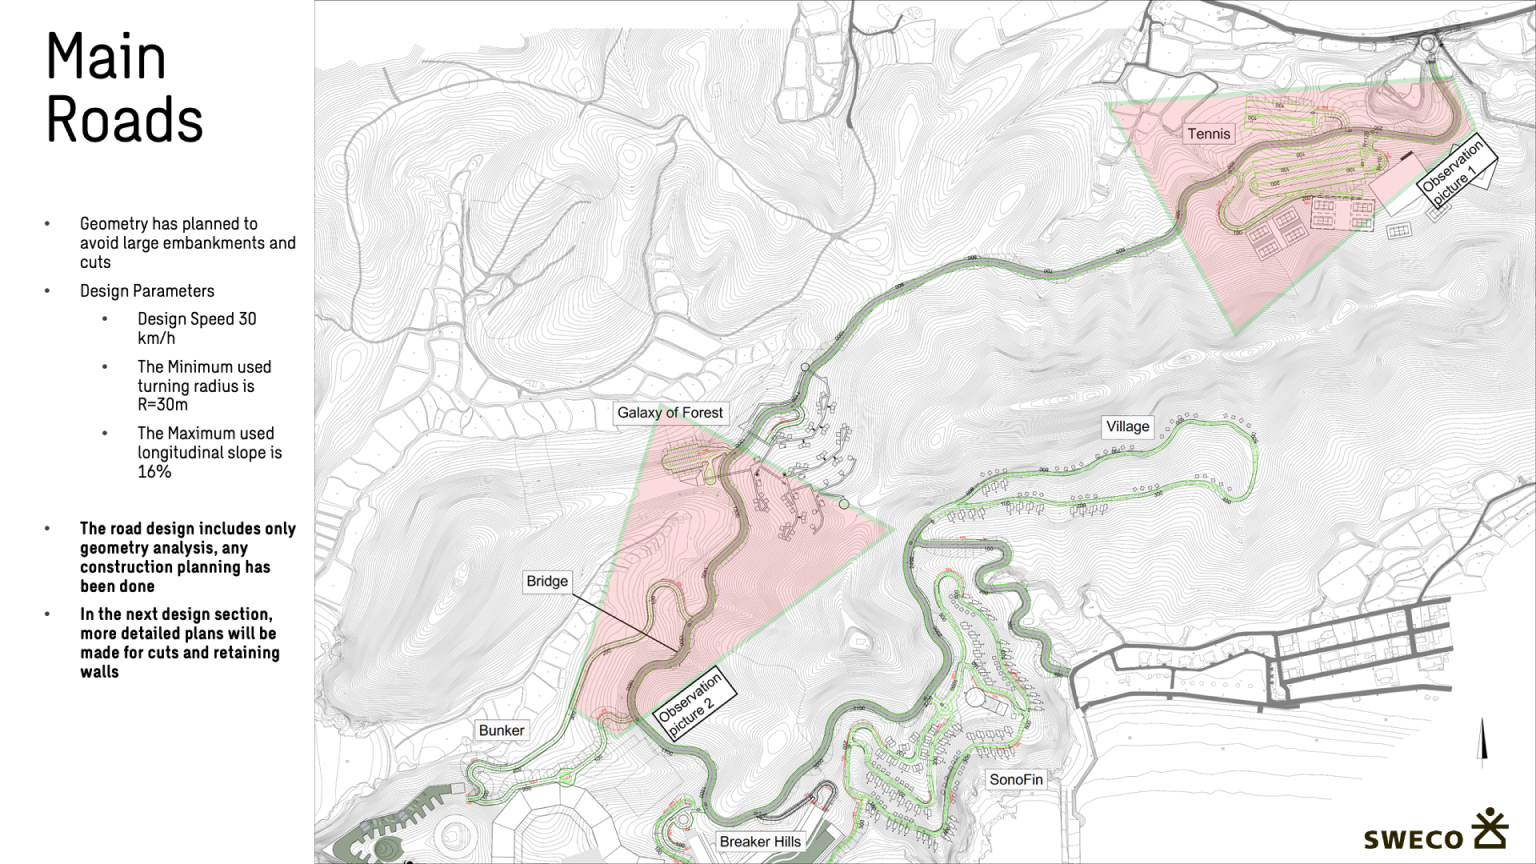 Main
Roads
• Geometry has planned to
avoid large embankments and
cuts
• Design Parameters
• Design Speed 30
km/h
• The Minimum used
turning radius is
R=30m
• The Maximum used
longitudinal slope is
16%
• The road design includes only
geometry analysis, any
construction planning has
been done
• In the next design section,
more detailed plans will be
made for cuts and retaining
walls
Tennis
Observation
picture 1
Galaxy of Forest
Village
Bridge
Observation
picture 2
Bunker
SonoFin
Breaker Hills
SWECO